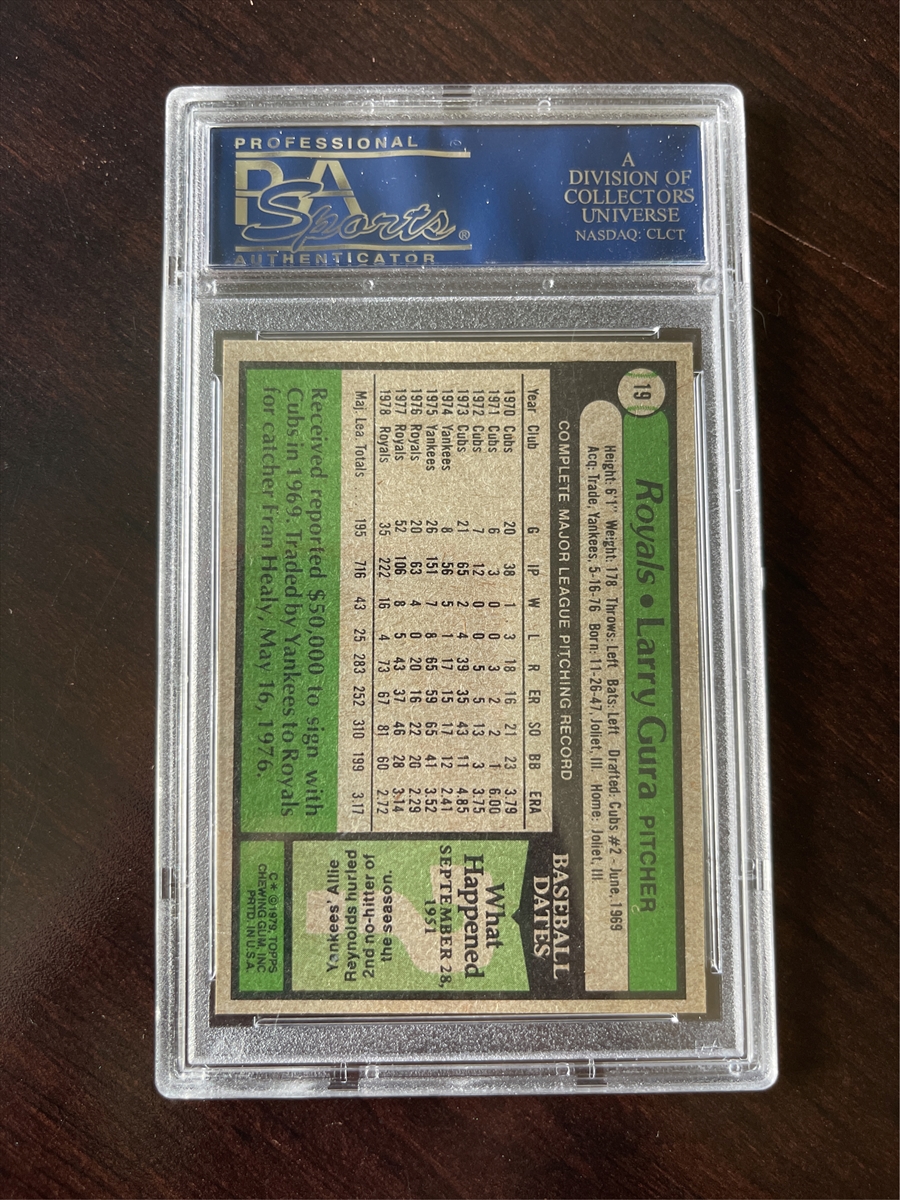 PROFESSIONAL
PSA
Sports®
AUTHENTICATOR
A
DIVISION OF
COLLECTORS
UNIVERSE
NASDAQ: CLCT
19
Royals • Larry Gura PITCHER
Height: 6'1" Weight: 178 Throws: Left Bats: Left Drafted: Cubs #2 - June, 1969
Acq: Trade, Yankees, 5-16-76 Born: 11-26-47, Joliet, Ill Home: Joliet, Ill
COMPLETE MAJOR LEAGUE PITCHING RECORD
Year Club G IP W L R ER SO BB ERA
1970 Cubs 20 38 1 3 18 16 21 23 3.79
1971 Cubs 6 3 0 0 3 2 2 1 6.00
1972 Cubs 7 12 0 0 5 5 13 3 3.75
1973 Cubs 21 65 2 4 39 35 43 11 4.85
1974 Yankees 8 56 5 1 17 15 17 12 2.41
1975 Yankees 26 151 7 8 65 59 65 41 3.52
1976 Royals 20 63 4 0 20 16 22 20 2.29
1977 Royals 52 106 8 5 43 37 46 28 3.14
1978 Royals 35 222 16 4 73 67 81 60 2.72
Maj. Lea. Totals ... 195 716 43 25 283 252 310 199 3.17
Received reported $50,000 to sign with
Cubs in 1969. Traded by Yankees to Royals
for catcher Fran Healy, May 16, 1976.
BASEBALL
DATES
What
Happened
SEPTEMBER 28,
1951
Yankees' Allie
Reynolds hurled
2nd no-hitter of
the season.
C* ©1979, TOPPS
CHEWING GUM, INC
PRTD. IN U.S.A.